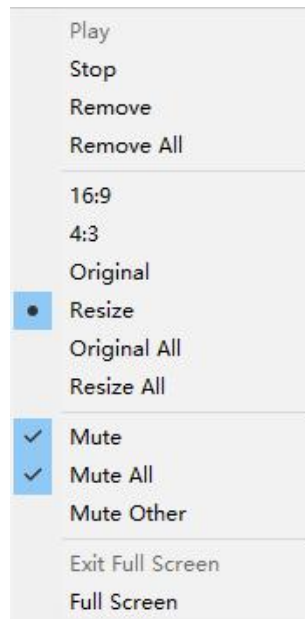 Play
Stop
Remove
Remove All
16:9
4:3
Original
Resize
Original All
Resize All
Mute
Mute All
Mute Other
Exit Full Screen
Full Screen